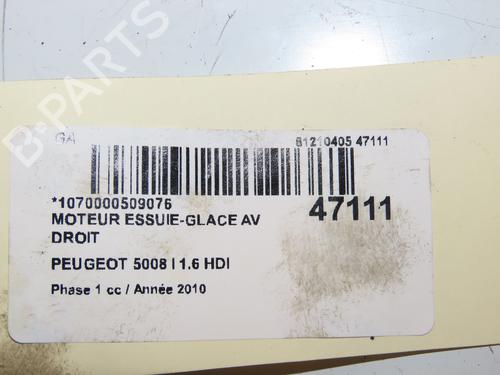 B-PARTS
GA
81210405 47111
*1070000509076
47111
MOTEUR ESSUIE-GLACE AV
DROIT
PEUGEOT 5008 I 1.6 HDI
Phase 1 cc / Année 2010